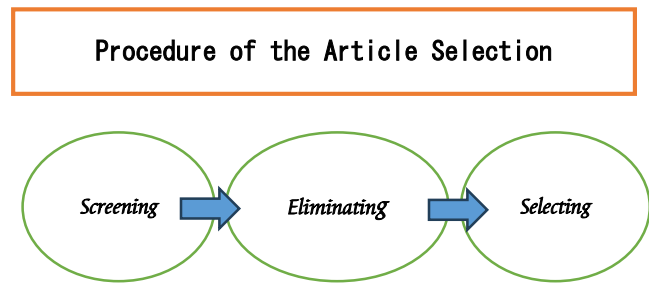 Procedure of the Article Selection
Screening
Eliminating
Selecting